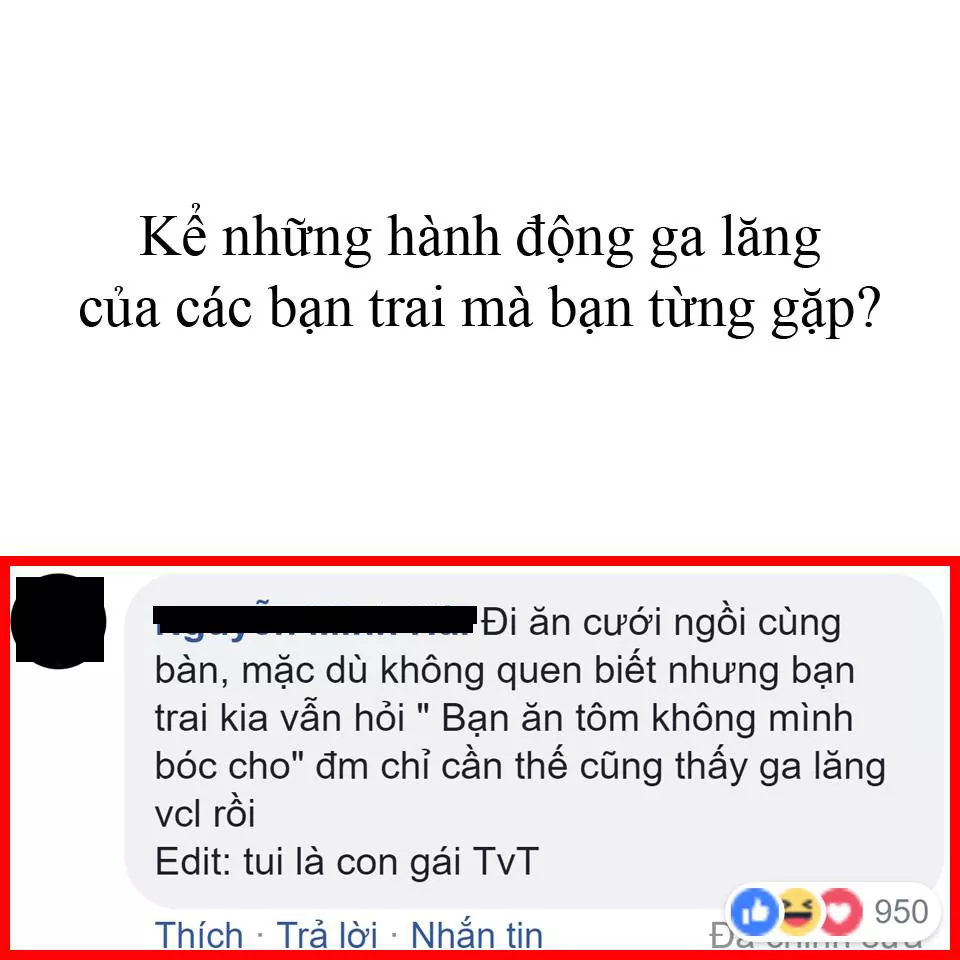 Kể những hành động ga lăng
của các bạn trai mà bạn từng gặp?
Đi ăn cưới ngồi cùng
bàn, mặc dù không quen biết nhưng bạn
trai kia vẫn hỏi " Bạn ăn tôm không mình
bóc cho" đm chỉ cần thế cũng thấy ga lăng
vcl rồi
Edit: tui là con gái TvT
Thích · Trả lời · Nhắn tin
950